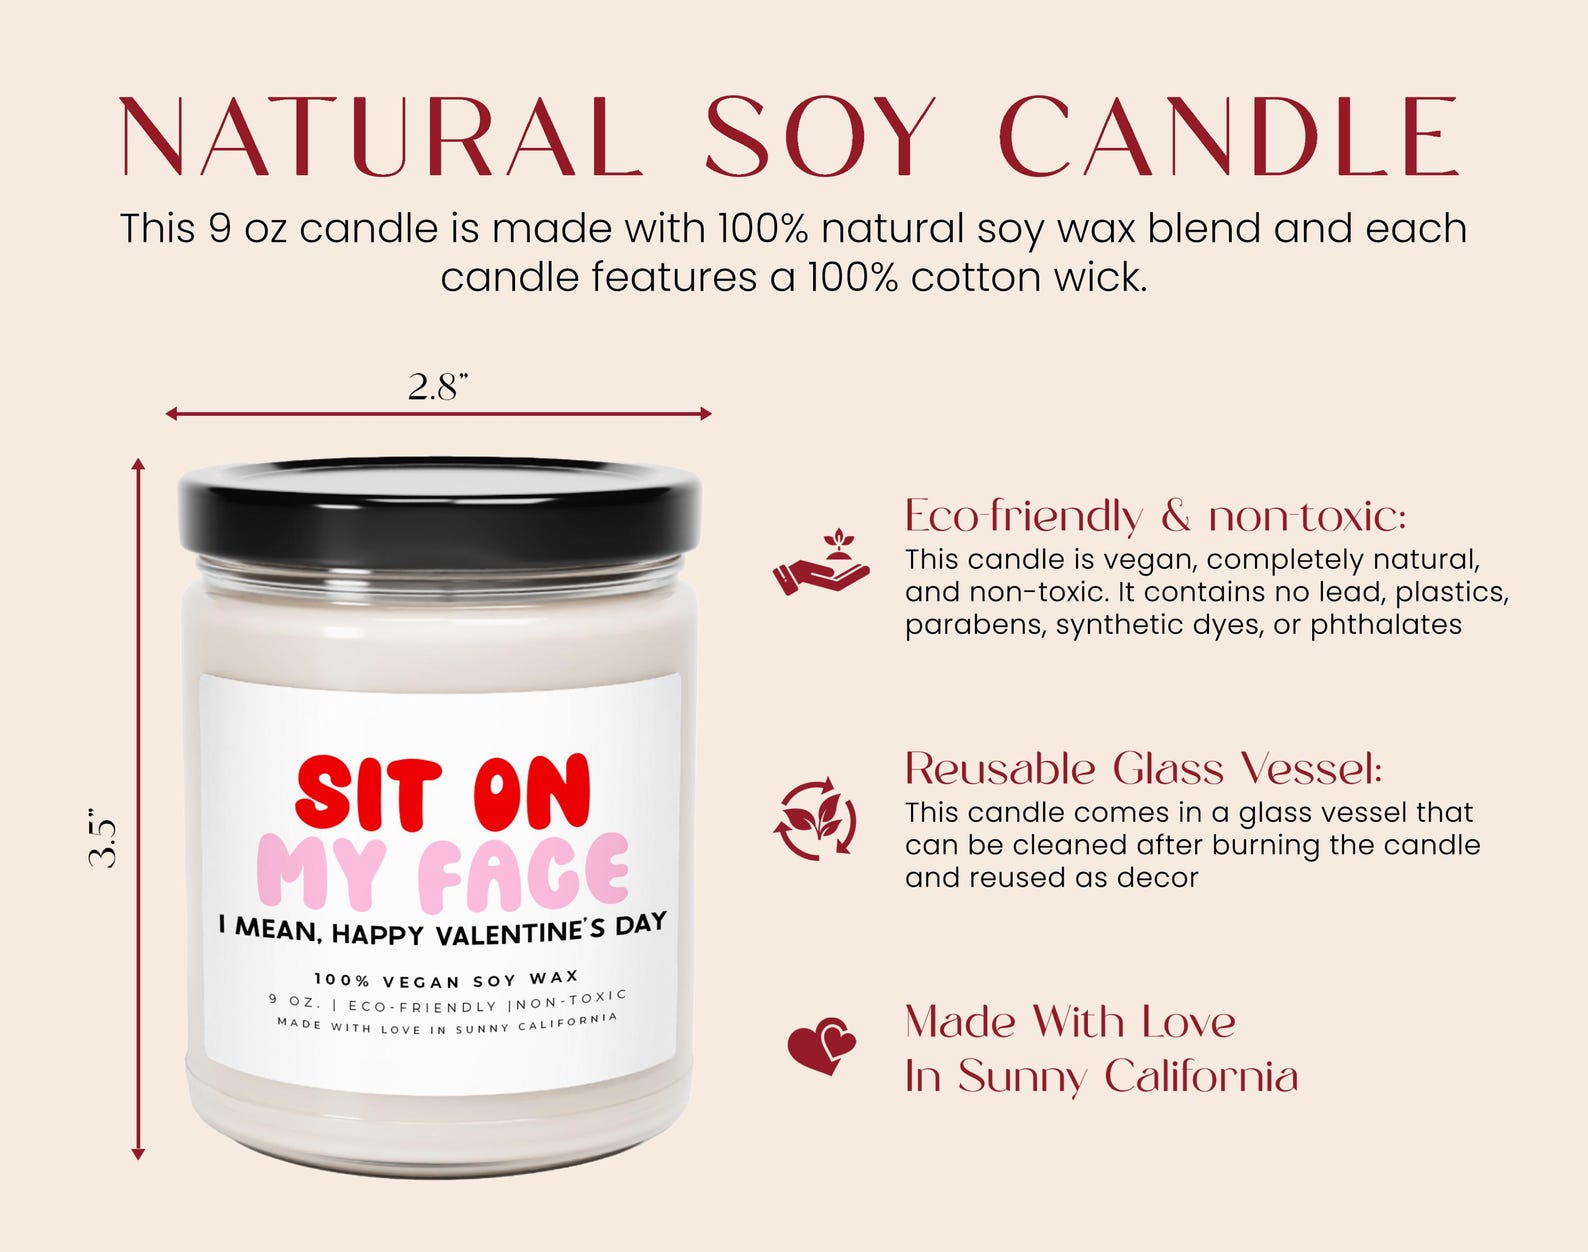 NATURAL SOY CANDLE
This 9 oz candle is made with 100% natural soy wax blend and each
candle features a 100% cotton wick.
2.8”
3.5”
SIT ON
MY FACE
I MEAN, HAPPY VALENTINE'S DAY
100% VEGAN SOY WAX
9 OZ. | ECO-FRIENDLY |NON-TOXIC
MADE WITH LOVE IN SUNNY CALIFORNIA
Eco-friendly & non-toxic:
This candle is vegan, completely natural,
and non-toxic. It contains no lead, plastics,
parabens, synthetic dyes, or phthalates
Reusable Glass Vessel:
This candle comes in a glass vessel that
can be cleaned after burning the candle
and reused as decor
Made With Love
In Sunny California